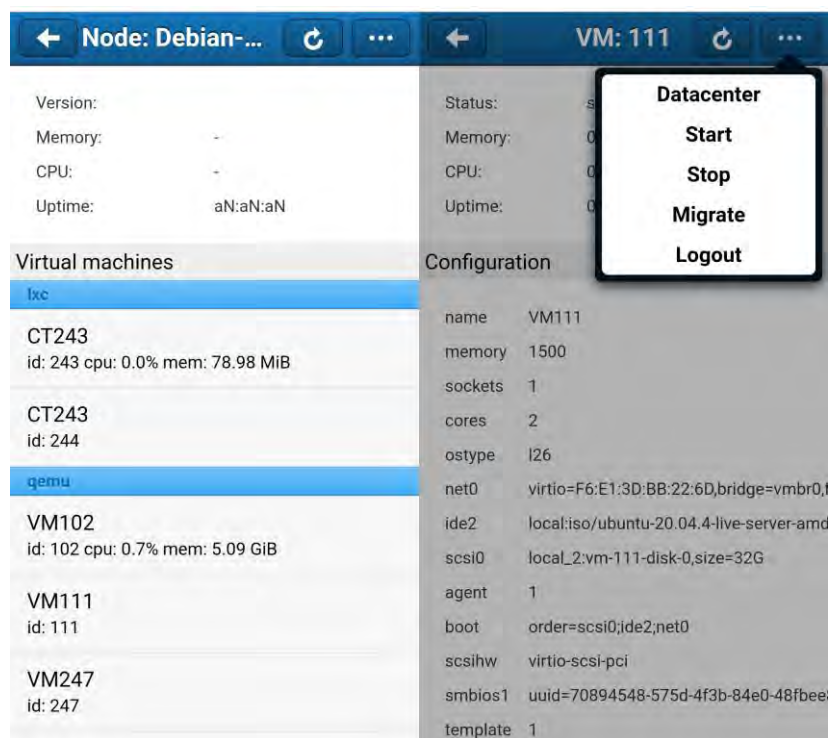 Node: Debian-...
Version:
Memory: -
CPU: -
Uptime: aN:aN:aN
Virtual machines
lxc
CT243
id: 243 cpu: 0.0% mem: 78.98 MiB
CT243
id: 244
qemu
VM102
id: 102 cpu: 0.7% mem: 5.09 GiB
VM111
id: 111
VM247
id: 247
VM: 111
Datacenter
Start
Stop
Migrate
Logout
Status: s
Memory: 0
CPU: 0
Uptime: 0
Configuration
name VM111
memory 1500
sockets 1
cores 2
ostype l26
net0 virtio=F6:E1:3D:BB:22:6D,bridge=vmbr0,f
ide2 local:iso/ubuntu-20.04.4-live-server-amd
scsi0 local_2:vm-111-disk-0,size=32G
agent 1
boot order=scsi0;ide2;net0
scsihw virtio-scsi-pci
smbios1 uuid=70894548-575d-4f3b-84e0-48fbee8
template 1